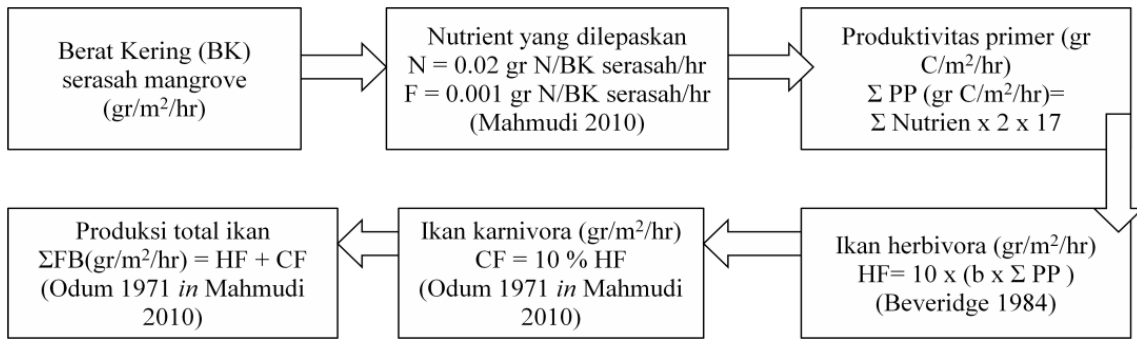 Berat Kering (BK)
serasah mangrove
(gr/m²/hr)
Nutrient yang dilepaskan
N = 0.02 gr N/BK serasah/hr
F = 0.001 gr N/BK serasah/hr
(Mahmudi 2010)
Produktivitas primer (gr
C/m²/hr)
Σ PP (gr C/m²/hr)=
Σ Nutrien x 2 x 17
Ikan herbivora (gr/m²/hr)
HF= 10 x (b x Σ PP )
(Beveridge 1984)
Ikan karnivora (gr/m²/hr)
CF = 10 % HF
(Odum 1971 in Mahmudi
2010)
Produksi total ikan
ΣFB(gr/m²/hr) = HF + CF
(Odum 1971 in Mahmudi
2010)